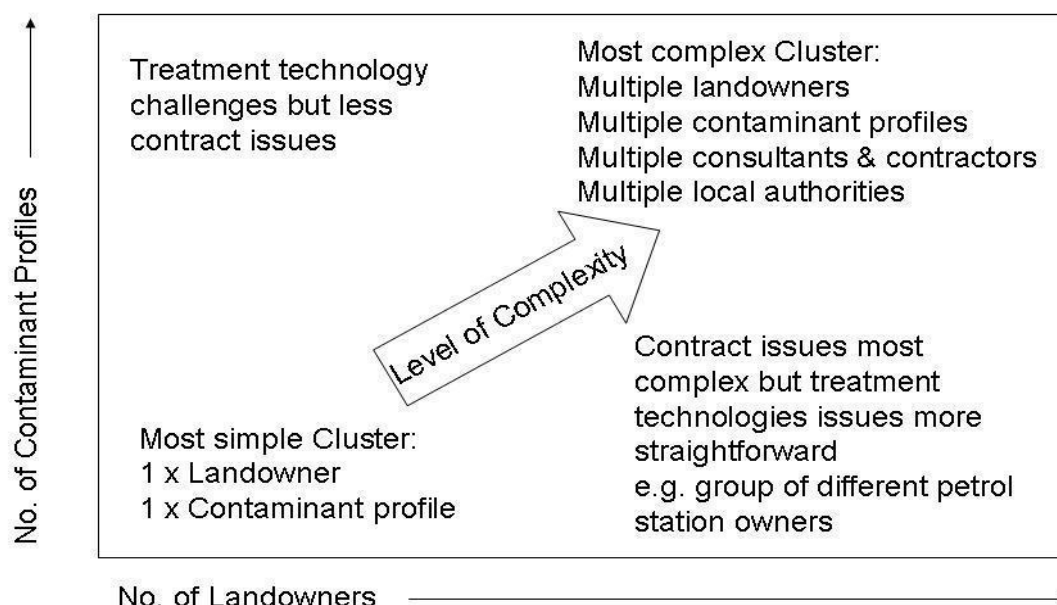 Treatment technology
challenges but less
contract issues
Most complex Cluster:
Multiple landowners
Multiple contaminant profiles
Multiple consultants & contractors
Multiple local authorities
No. of Contaminant Profiles
Level of Complexity
Most simple Cluster:
1 x Landowner
1 x Contaminant profile
Contract issues most
complex but treatment
technologies issues more
straightforward
e.g. group of different petrol
station owners
No. of Landowners